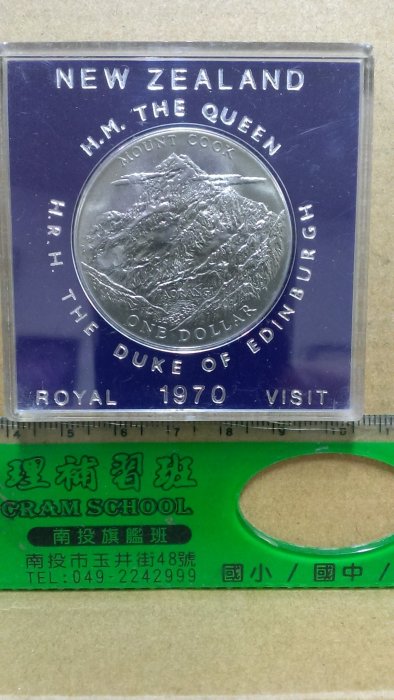 NEW ZEALAND
H.M. THE QUEEN
MOUNT COOK
AORANGI
ONE DOLLAR
H.R.H. THE DUKE OF EDINBURGH
ROYAL 1970 VISIT
理補習班
CRAM SCHOOL
南投旗艦班
南投市玉井街48號
TEL:049-2242999
國小 / 國中 /